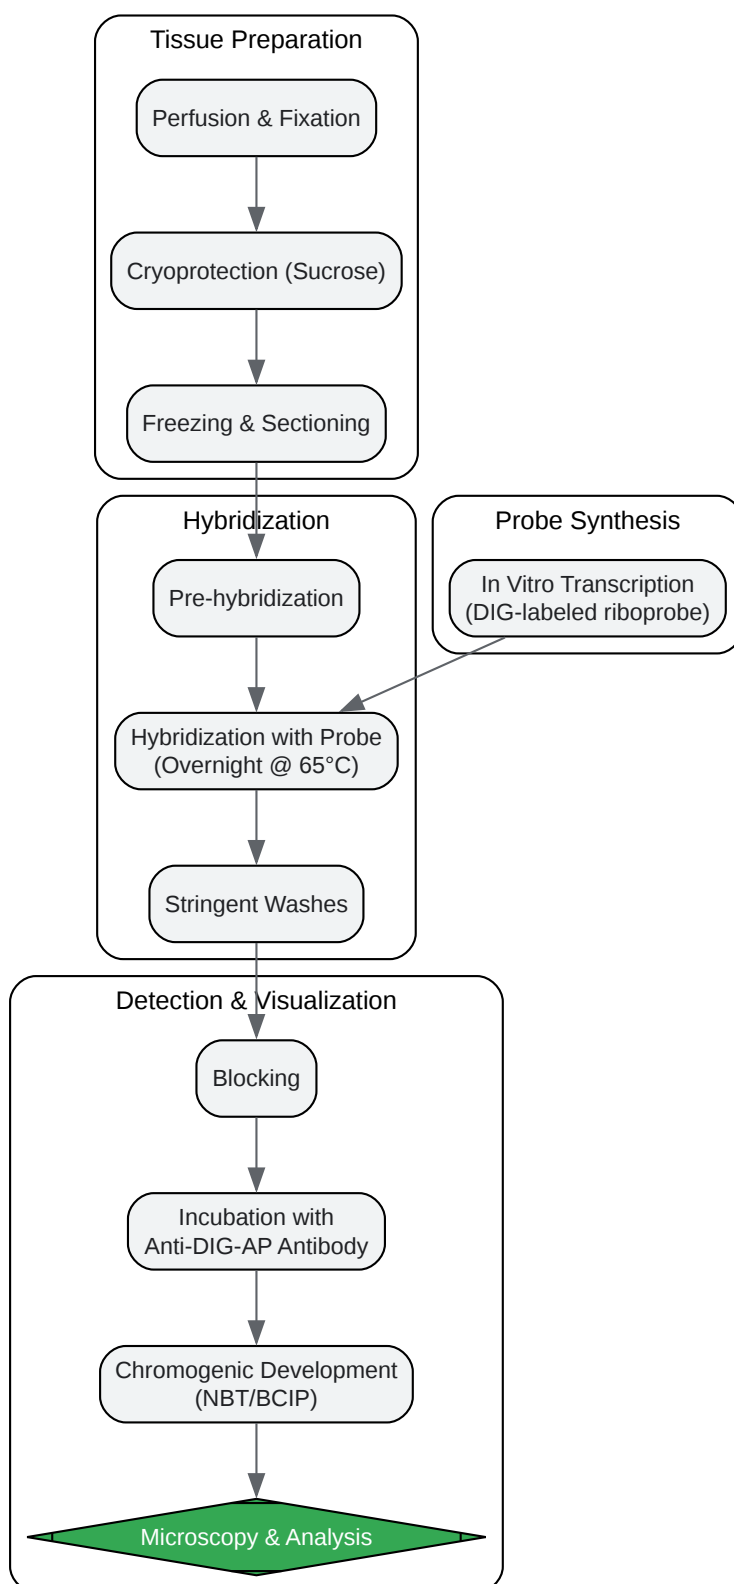 Tissue Preparation
Perfusion & Fixation
Cryoprotection (Sucrose)
Freezing & Sectioning
Hybridization
Pre-hybridization
Probe Synthesis
In Vitro Transcription
(DIG-labeled riboprobe)
Hybridization with Probe
(Overnight @ 65°C)
Stringent Washes
Detection & Visualization
Blocking
Incubation with
Anti-DIG-AP Antibody
Chromogenic Development
(NBT/BCIP)
Microscopy & Analysis